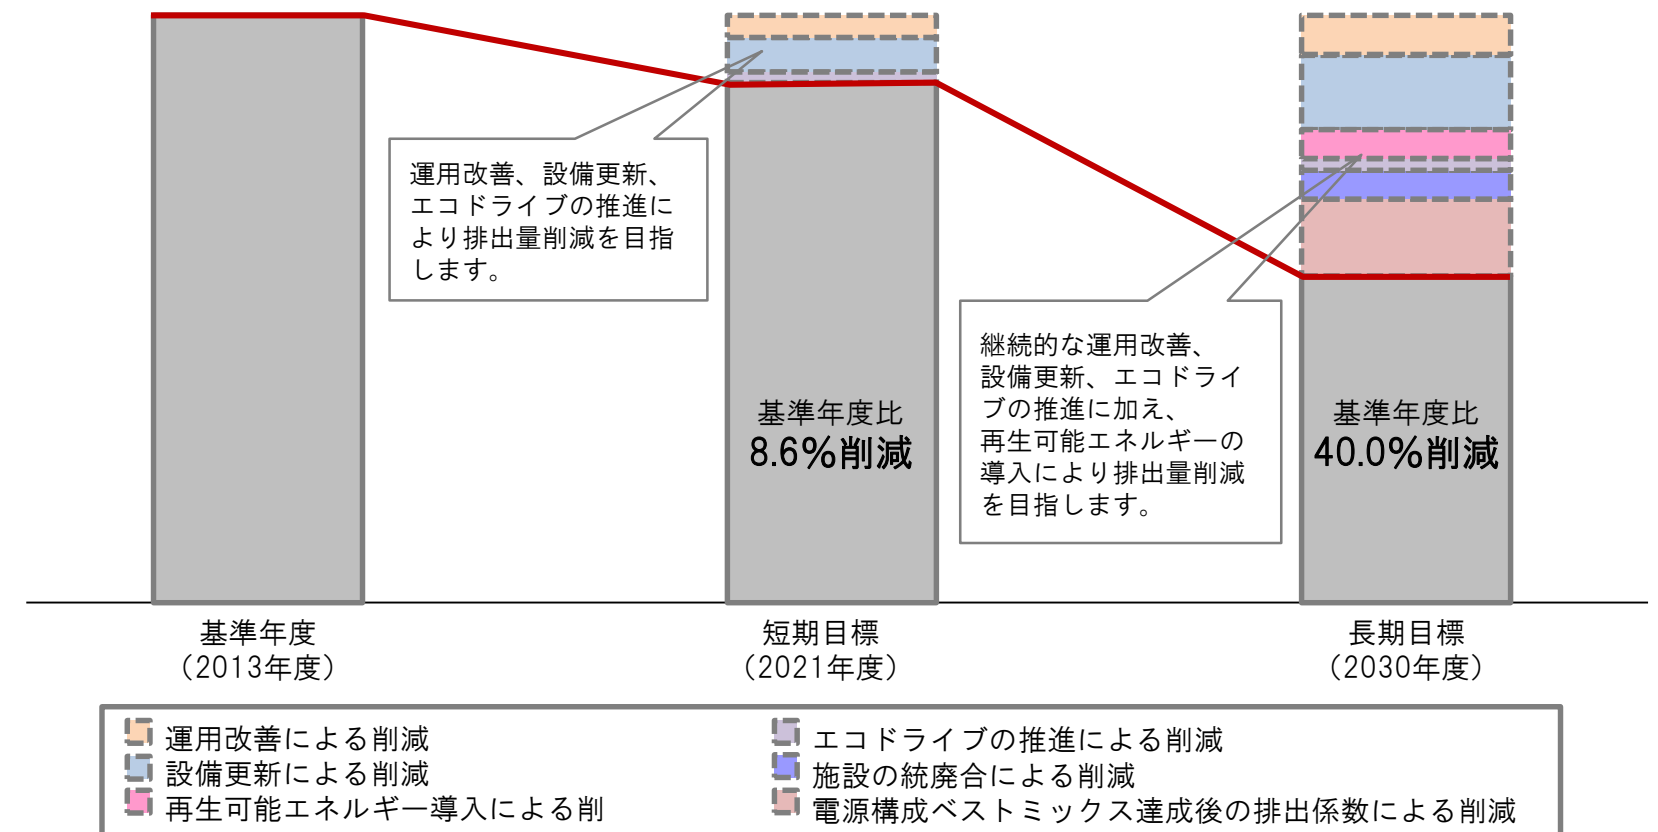 運用改善、設備更新、
エコドライブの推進に
より排出量削減を目指
します。
継続的な運用改善、
設備更新、エコドライ
ブの推進に加え、
再生可能エネルギーの
導入により排出量削減
を目指します。
基準年度比
8.6%削減
基準年度比
40.0%削減
基準年度
（2013年度）
短期目標
（2021年度）
長期目標
（2030年度）
運用改善による削減
設備更新による削減
再生可能エネルギー導入による削
エコドライブの推進による削減
施設の統廃合による削減
電源構成ベストミックス達成後の排出係数による削減